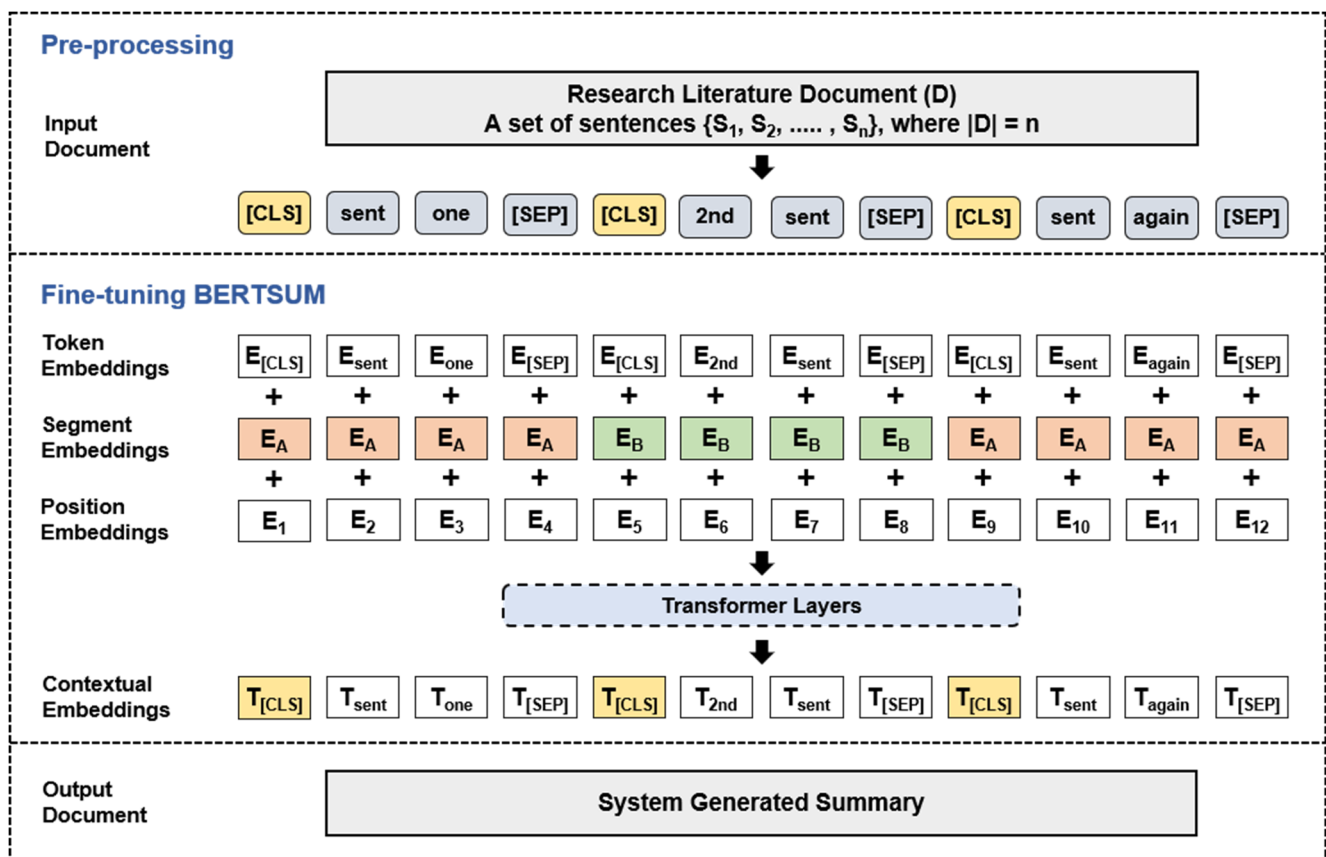 Pre-processing
Research Literature Document (D)
A set of sentences {S1, S2, ..... , Sn}, where |D| = n
Input
Document
[CLS] sent one [SEP] [CLS] 2nd sent [SEP] [CLS] sent again [SEP]
Fine-tuning BERTSUM
Token
Embeddings
E[CLS] Esent Eone E[SEP] E[CLS] E2nd Esent E[SEP] E[CLS] Esent Eagain E[SEP]
+ + + + + + + + + + + +
Segment
Embeddings
EA EA EA EA EB EB EB EB EA EA EA EA
+ + + + + + + + + + + +
Position
Embeddings
E1 E2 E3 E4 E5 E6 E7 E8 E9 E10 E11 E12
Transformer Layers
Contextual
Embeddings
T[CLS] Tsent Tone T[SEP] T[CLS] T2nd Tsent T[SEP] T[CLS] Tsent Tagain T[SEP]
Output
Document
System Generated Summary